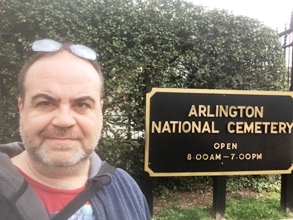 ARLINGTON
NATIONAL CEMETERY
OPEN
8:00AM–7:00PM